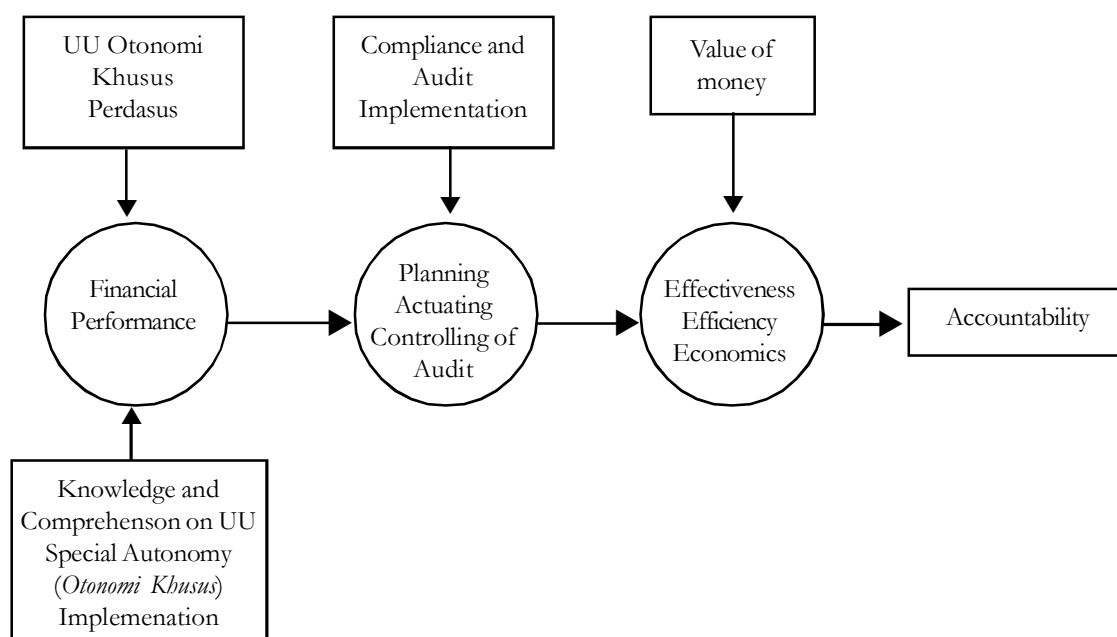 UU Otonomi
Khusus
Perdasus
Compliance and
Audit
Implementation
Value of
money
Financial
Performance
Planning
Actuating
Controlling of
Audit
Effectiveness
Efficiency
Economics
Accountability
Knowledge and
Comprehenson on UU
Special Autonomy
(Otonomi Khusus)
Implemenation